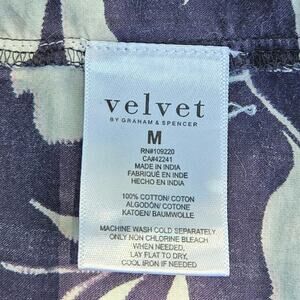 velvet
BY GRAHAM & SPENCER
M
RN#109220
CA#42241
MADE IN INDIA
FABRIQUÉ EN INDE
HECHO EN INDIA
100% COTTON/ COTON
ALGODÓN/ COTONE
KATOEN/ BAUMWOLLE
MACHINE WASH COLD SEPARATELY,
ONLY NON CHLORINE BLEACH
WHEN NEEDED,
LAY FLAT TO DRY,
COOL IRON IF NEEDED